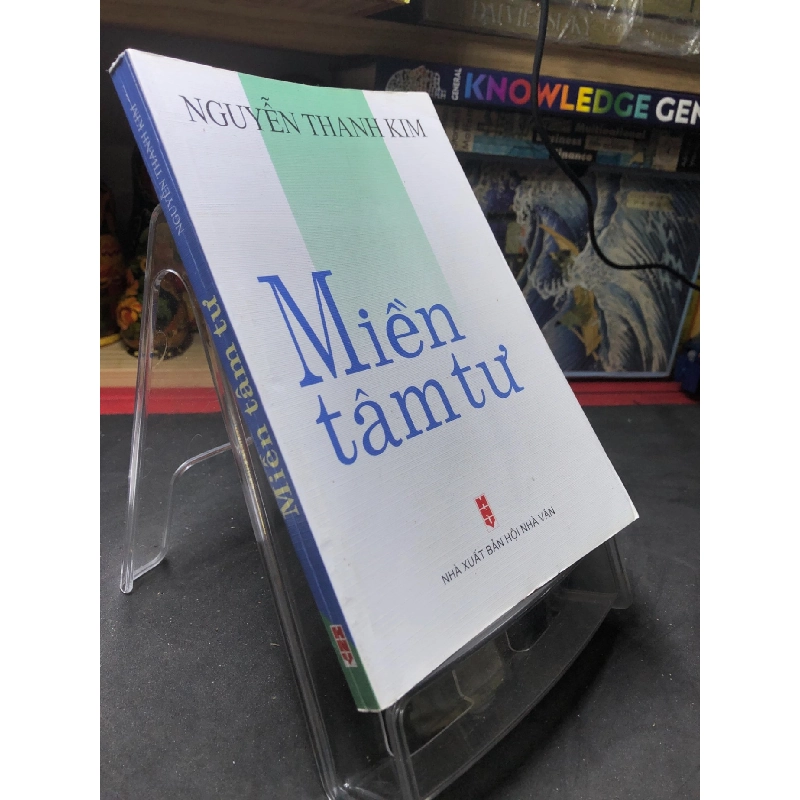 NGUYỄN THANH KIM
Miền
tâm tư
NHÀ XUẤT BẢN HỘI NHÀ VĂN
NGUYỄN THANH KIM
Miền tâm tư
GENERAL
KNOWLEDGE GEN